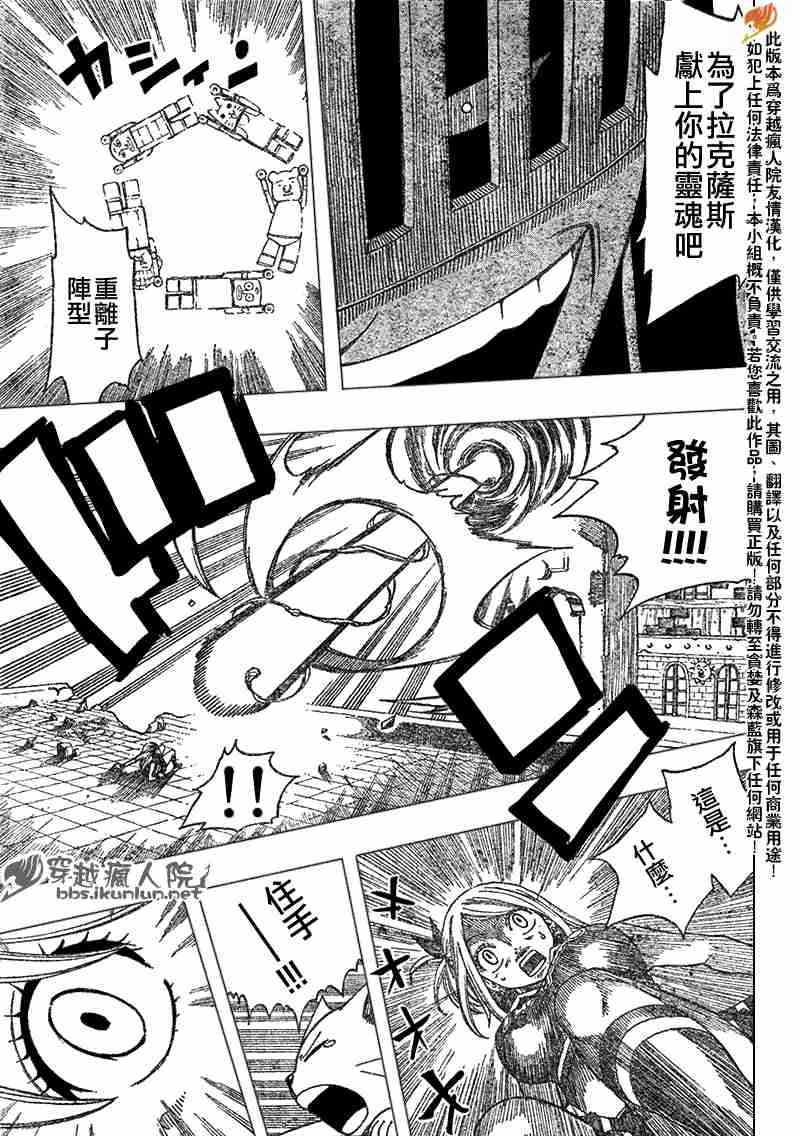 為了拉克薩斯
獻上你的靈魂吧
カシィン
重離子
陣型
發射!!!!
ドドド
!!
這是…
什麼…
住手
——!!!
穿越瘋人院
bbs.ikunlun.net
此版本爲穿越瘋人院友情漢化，僅供學習交流之用，其圖、翻譯以及任何部分不得進行修改或用于任何商業用途！
如犯上任何法律責任，本小組概不負責。若您喜歡此作品，請購買正版！請勿轉至貪婪及森藍旗下任何網站！